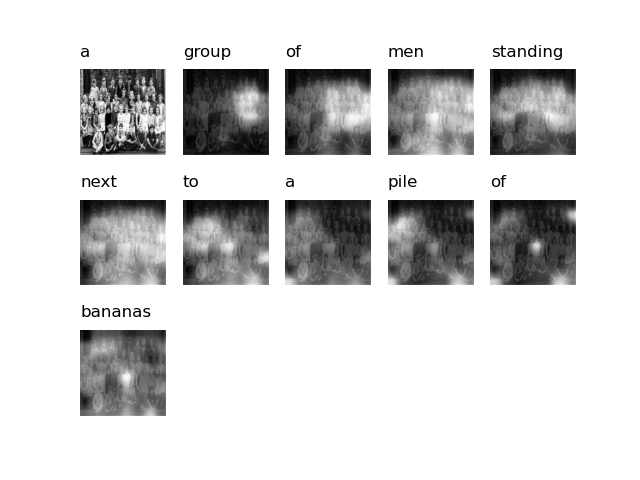 a group of men standing
next to a pile of
bananas